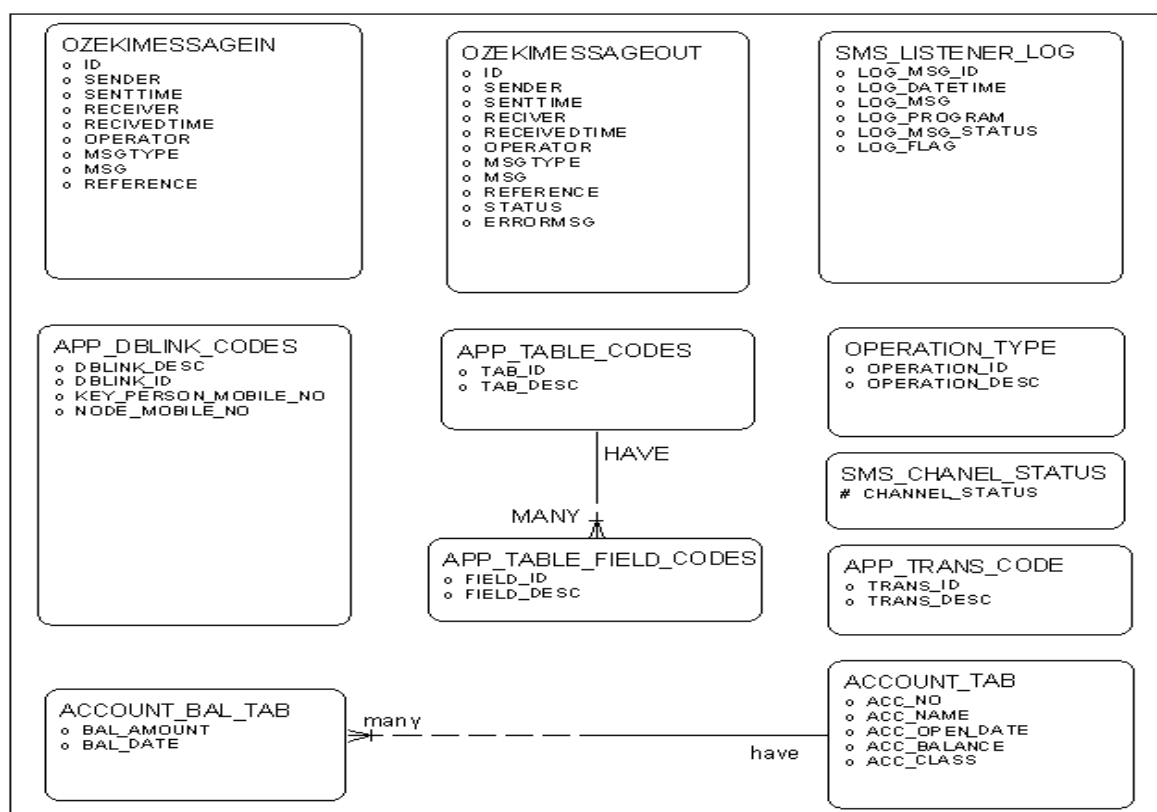 OZEKIMESSAGEIN
o ID
o SENDER
o SENTTIME
o RECEIVER
o RECIVEDTIME
o OPERATOR
o MSGTYPE
o MSG
o REFERENCE
OZEKIMESSAGEOUT
o ID
o SENDER
o SENTTIME
o RECIVER
o RECEIVEDTIME
o OPERATOR
o MSGTYPE
o MSG
o REFERENCE
o STATUS
o ERRORMSG
SMS_LISTENER_LOG
o LOG_MSG_ID
o LOG_DATETIME
o LOG_MSG
o LOG_PROGRAM
o LOG_MSG_STATUS
o LOG_FLAG
APP_DBLINK_CODES
o DBLINK_DESC
o DBLINK_ID
o KEY_PERSON_MOBILE_NO
o NODE_MOBILE_NO
APP_TABLE_CODES
o TAB_ID
o TAB_DESC
HAVE
MANY
APP_TABLE_FIELD_CODES
o FIELD_ID
o FIELD_DESC
OPERATION_TYPE
o OPERATION_ID
o OPERATION_DESC
SMS_CHANEL_STATUS
# CHANNEL_STATUS
APP_TRANS_CODE
o TRANS_ID
o TRANS_DESC
ACCOUNT_BAL_TAB
o BAL_AMOUNT
o BAL_DATE
many
have
ACCOUNT_TAB
o ACC_NO
o ACC_NAME
o ACC_OPEN_DATE
o ACC_BALANCE
o ACC_CLASS